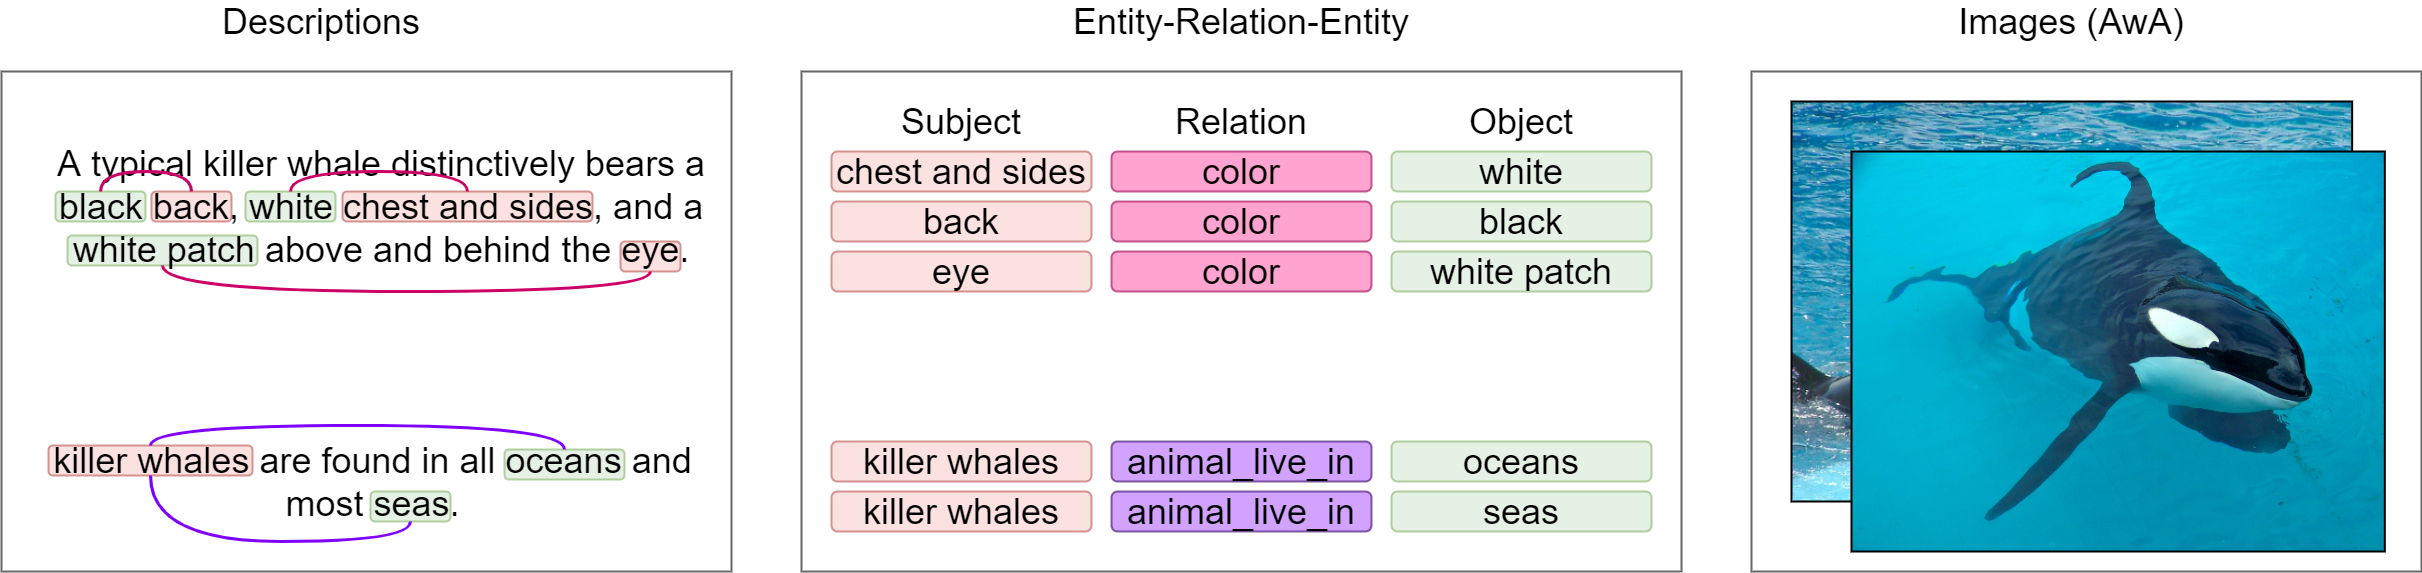 Descriptions
A typical killer whale distinctively bears a
black back, white chest and sides, and a
white patch above and behind the eye.
killer whales are found in all oceans and
most seas.
Entity-Relation-Entity
Subject Relation Object
chest and sides color white
back color black
eye color white patch
killer whales animal_live_in oceans
killer whales animal_live_in seas
Images (AwA)